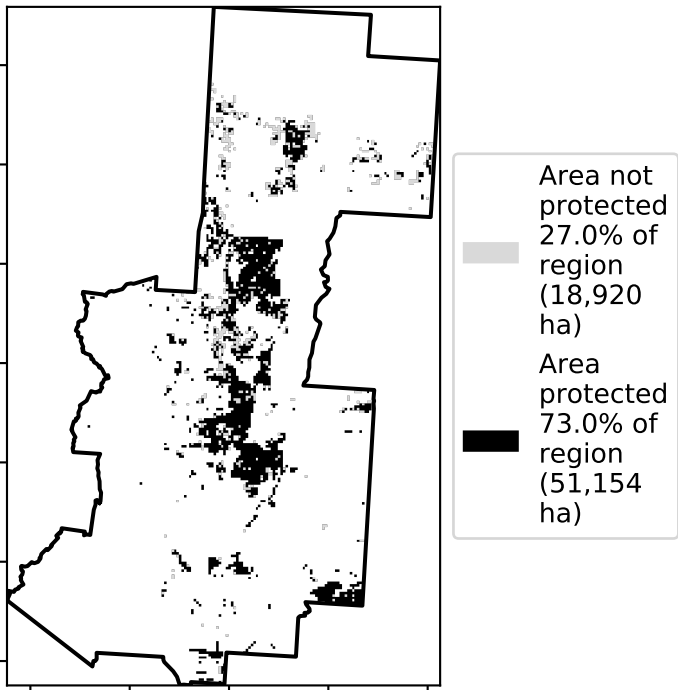 Area not
protected
27.0% of
region
(18,920
ha)
Area
protected
73.0% of
region
(51,154
ha)